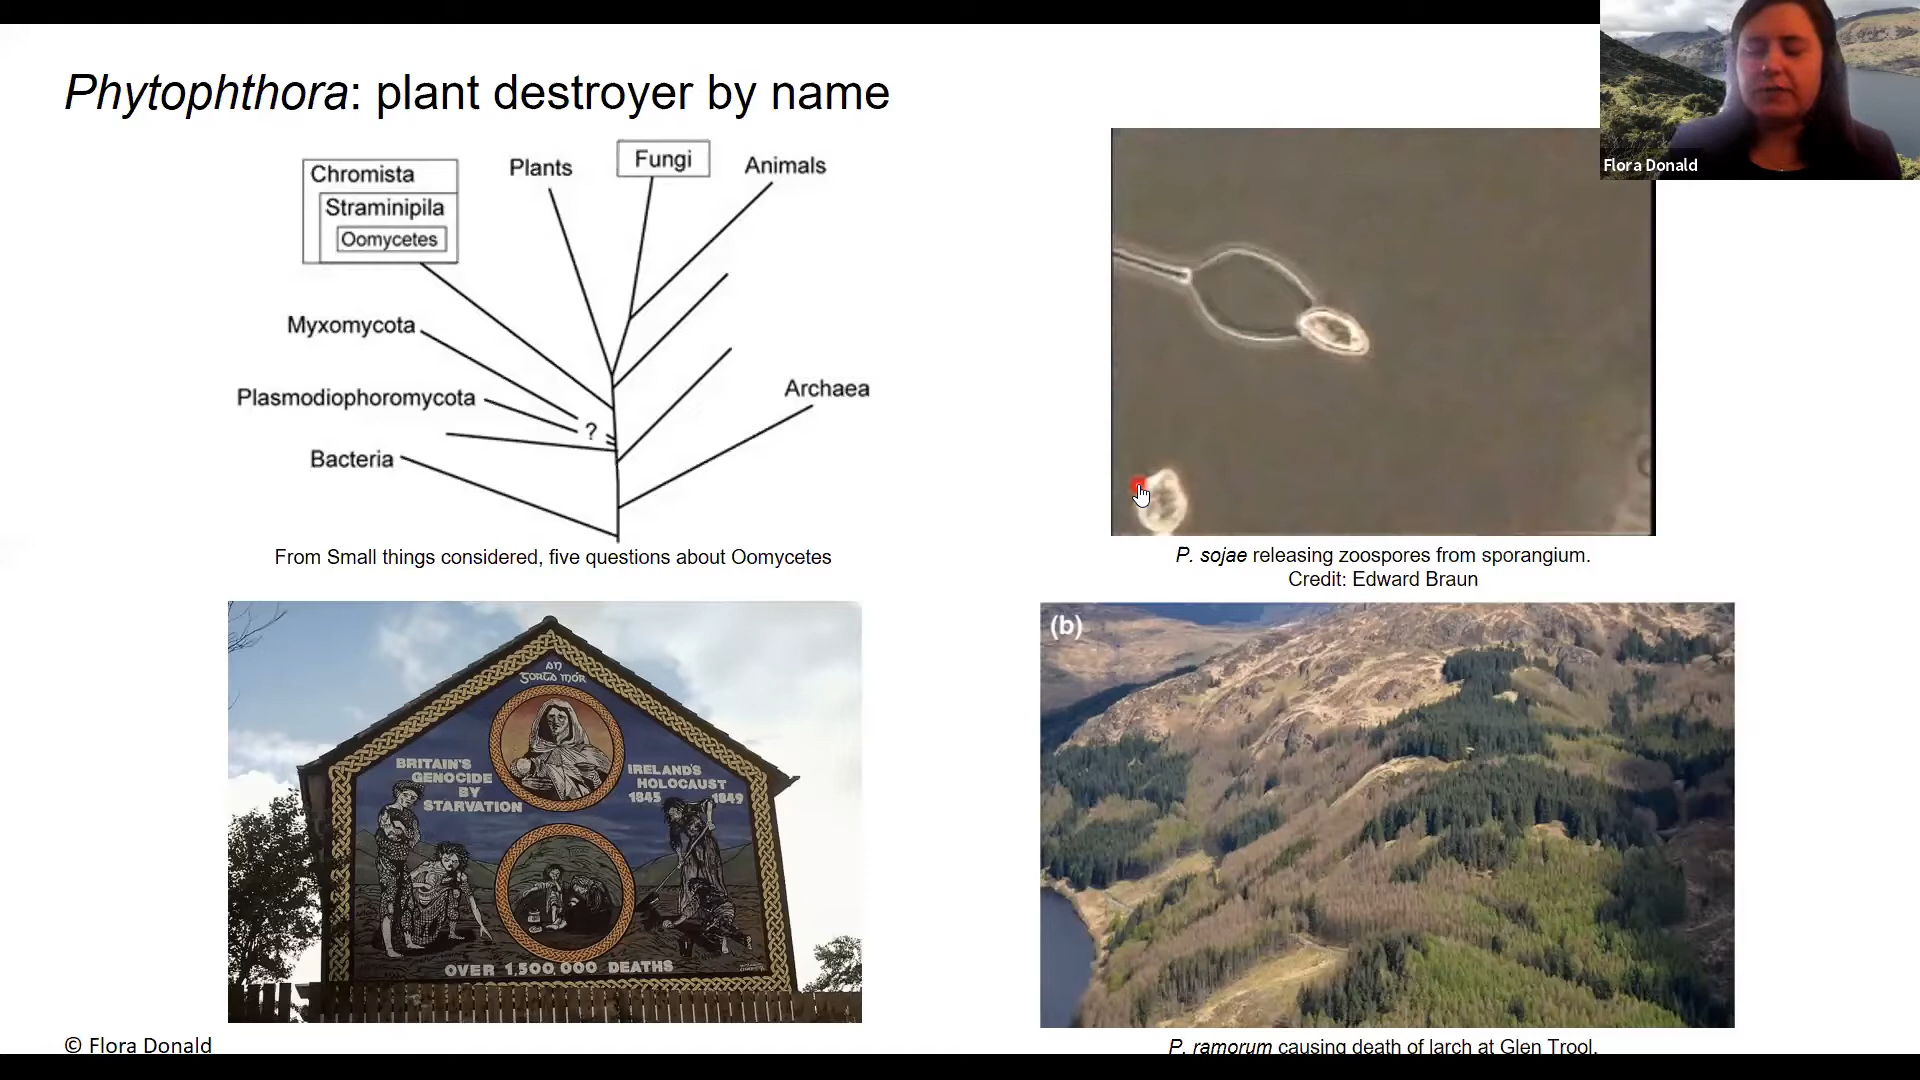 Phytophthora: plant destroyer by name
Flora Donald
Chromista
Straminipila
Oomycetes
Plants
Fungi
Animals
Myxomycota
Plasmodiophoromycota
?
Bacteria
Archaea
From Small things considered, five questions about Oomycetes
P. sojae releasing zoospores from sporangium.
Credit: Edward Braun
an
gorta mór
BRITAIN'S
GENOCIDE
BY
STARVATION
IRELAND'S
HOLOCAUST
1845 1849
OVER 1,500,000 DEATHS
(b)
P. ramorum causing death of larch at Glen Trool.
© Flora Donald